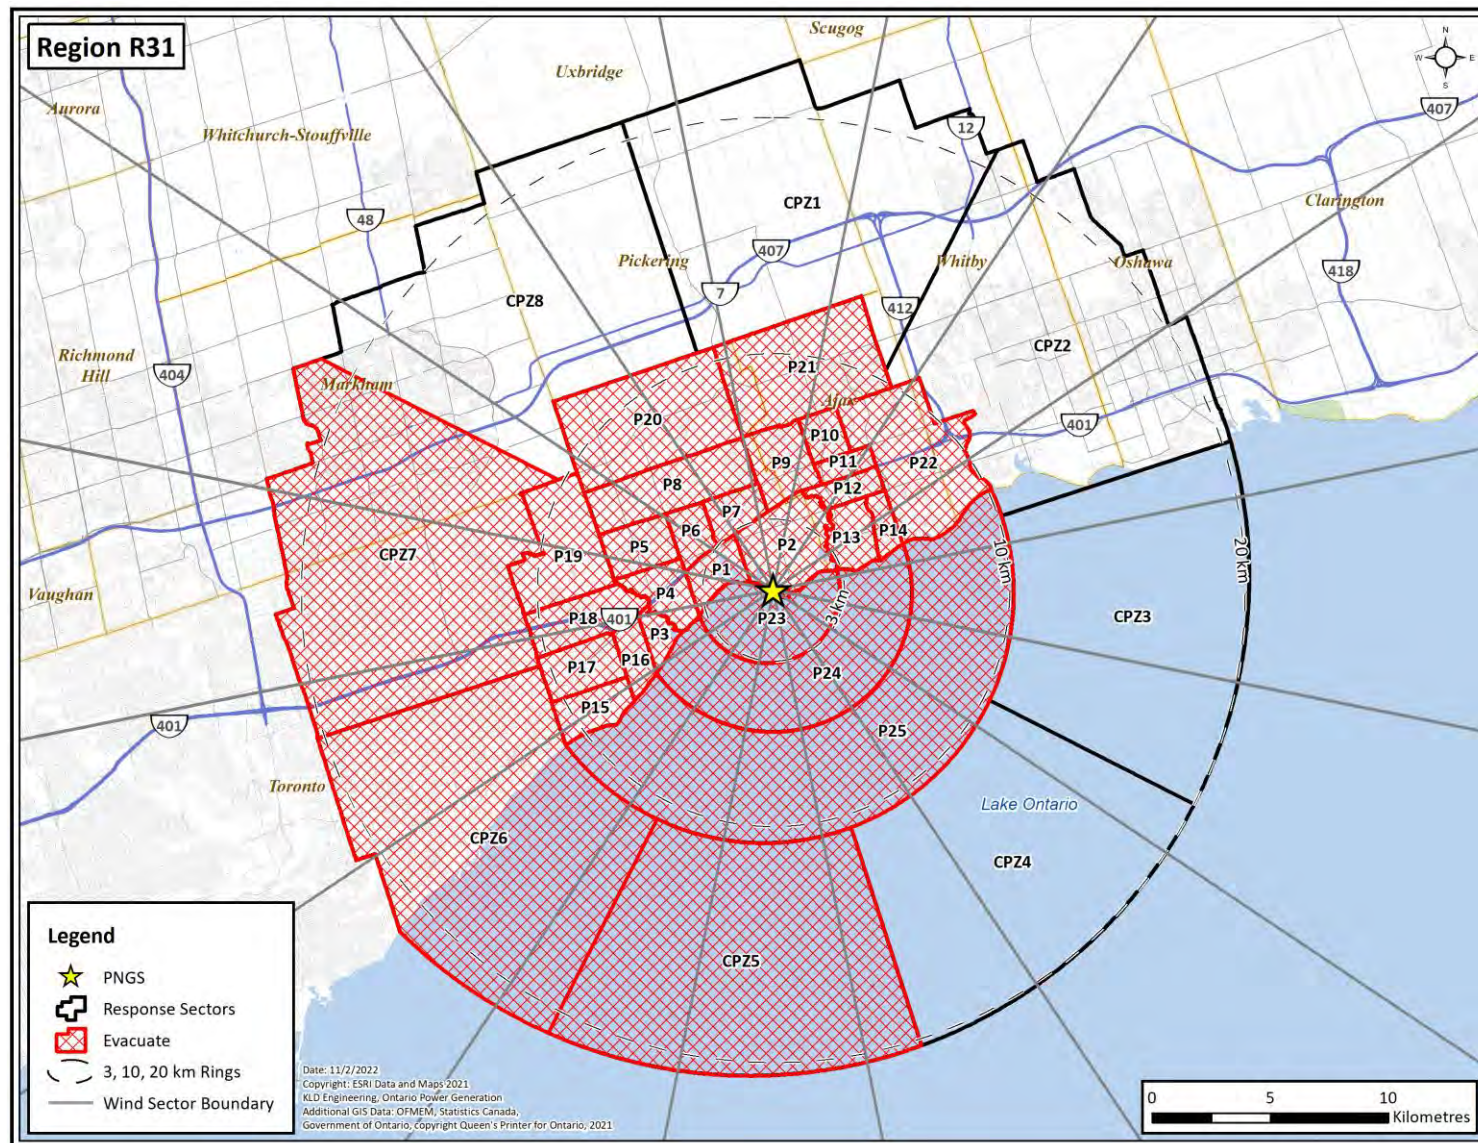 Region R31
Scugog
Uxbridge
Aurora
Whitchurch-Stouffville
N
W
E
S
407
12
48
CPZ1
Clarington
407
Pickering
Whitby
Oshawa
418
CPZ8
7
412
Richmond
Hill
404
Markham
CPZ2
P21
Ajax
401
P20
P10
P9
P11
P22
P8
P12
P7
P6
P5
P2
P13
P14
CPZ7
P19
P1
10 km
20 km
Vaughan
P4
P18
401
P23
3 km
CPZ3
P3
P16
P17
P24
P15
401
P25
Toronto
Lake Ontario
CPZ6
CPZ4
CPZ5
Legend
PNGS
Response Sectors
Evacuate
3, 10, 20 km Rings
Wind Sector Boundary
Date: 11/2/2022
Copyright: ESRI Data and Maps 2021
KLD Engineering, Ontario Power Generation
Additional GIS Data: OFMEM, Statistics Canada,
Government of Ontario, copyright Queen's Printer for Ontario, 2021
0 5 10
Kilometres